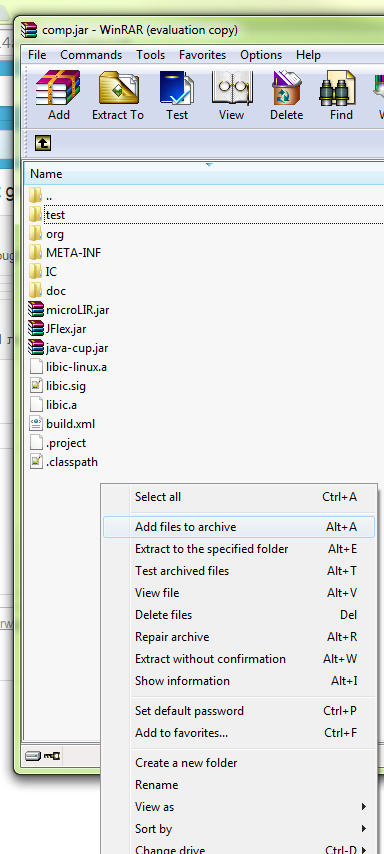 comp.jar - WinRAR (evaluation copy)
File Commands Tools Favorites Options Help
Add Extract To Test View Delete Find
Name
..
test
org
META-INF
IC
doc
microLIR.jar
JFlex.jar
java-cup.jar
libic-linux.a
libic.sig
libic.a
build.xml
.project
.classpath
Select all Ctrl+A
Add files to archive Alt+A
Extract to the specified folder Alt+E
Test archived files Alt+T
View file Alt+V
Delete files Del
Repair archive Alt+R
Extract without confirmation Alt+W
Show information Alt+I
Set default password Ctrl+P
Add to favorites... Ctrl+F
Create a new folder
Rename
View as
Sort by
Change drive Ctrl-D